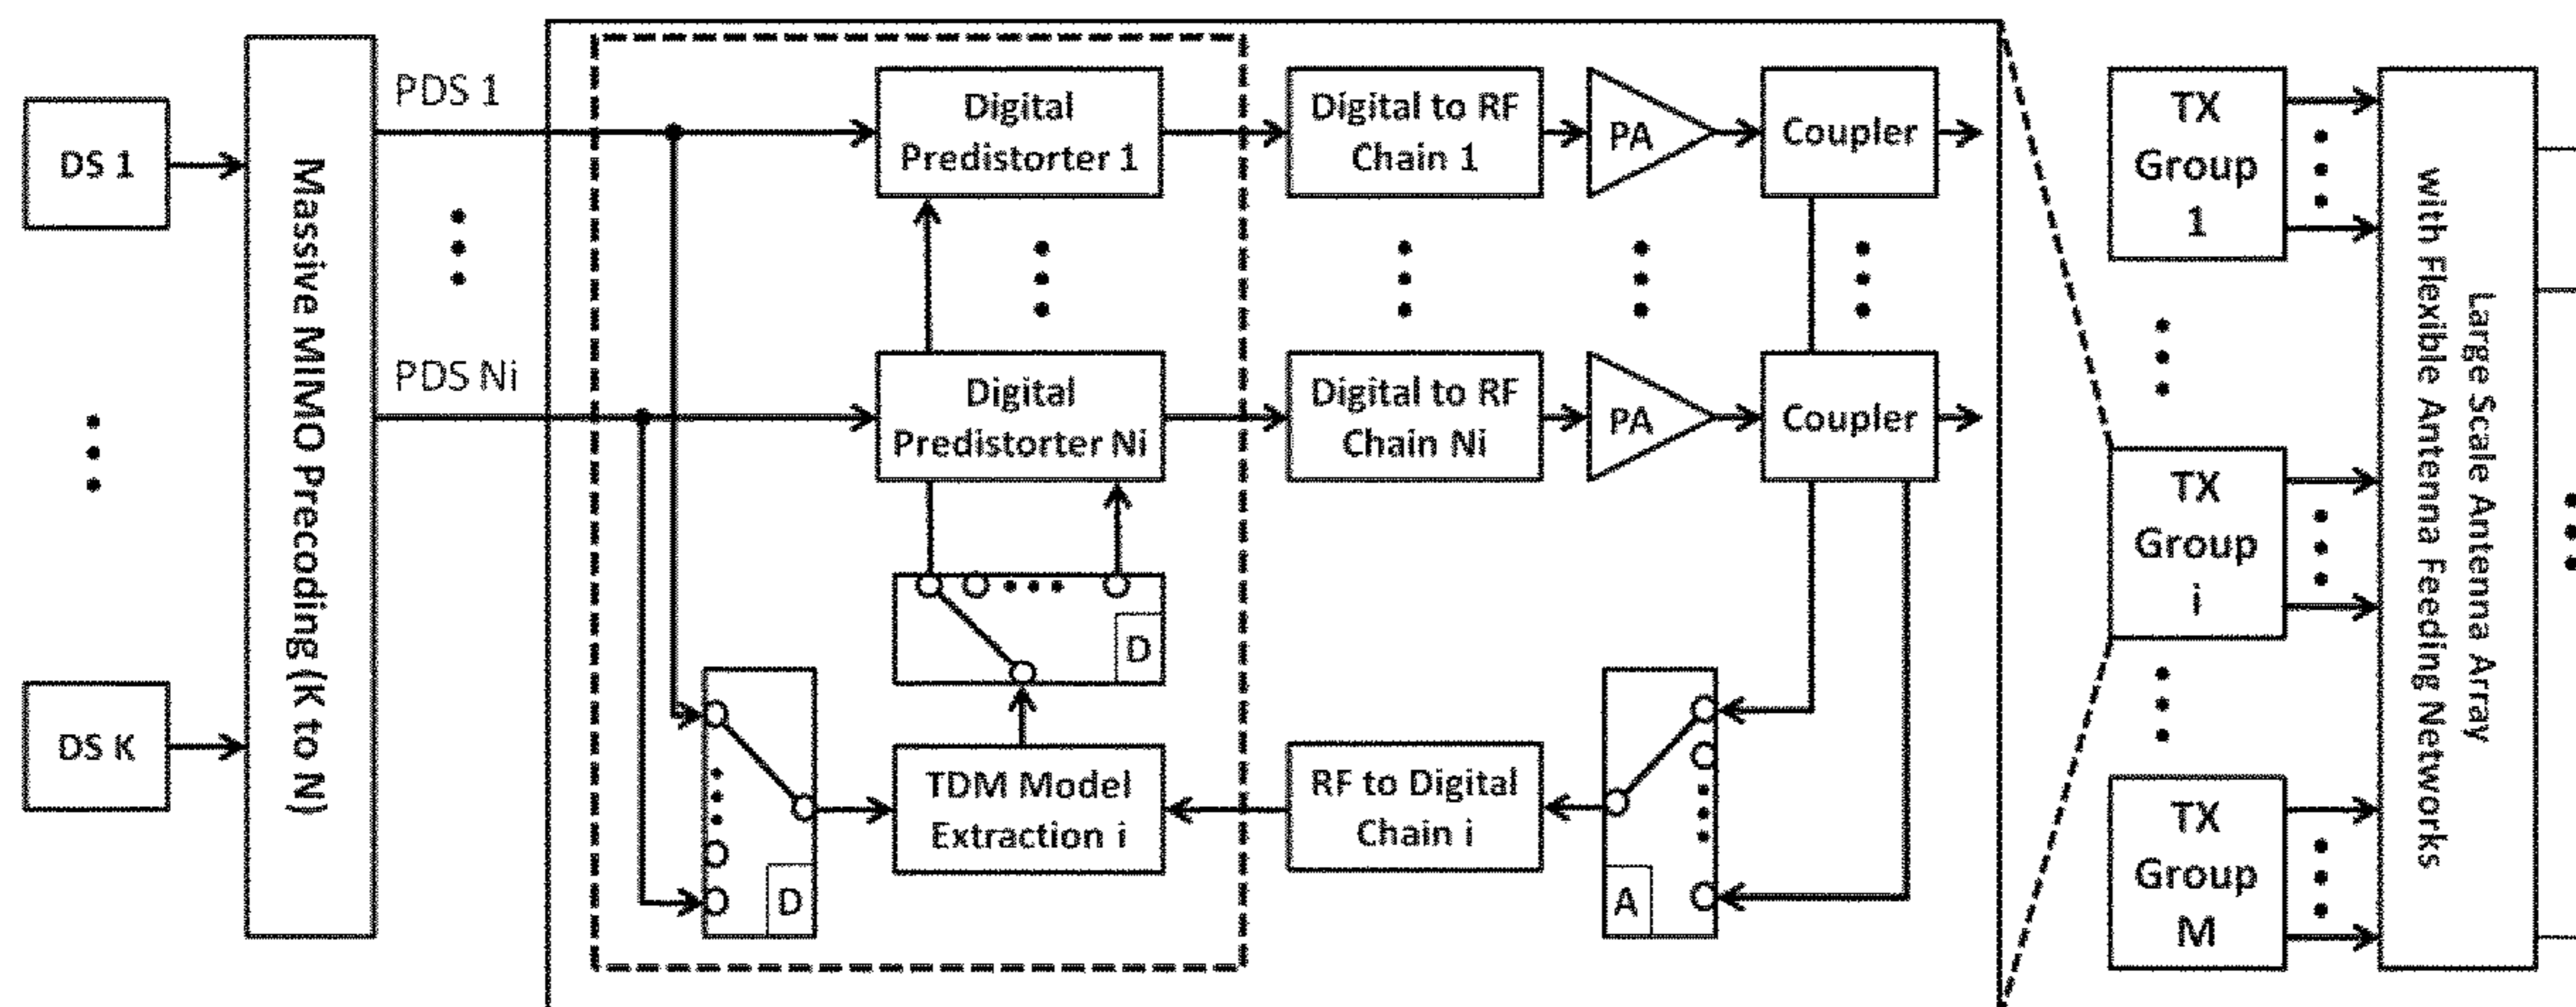 DS 1
DS K
Massive MIMO Precoding (K to N)
PDS 1
PDS Ni
Digital
Predistorter 1
Digital to RF
Chain 1
PA
Coupler
Digital
Predistorter Ni
Digital to RF
Chain Ni
PA
Coupler
D
D
TDM Model
Extraction i
RF to Digital
Chain i
A
TX
Group
1
TX
Group
i
TX
Group
M
Large Scale Antenna Array
with Flexible Antenna Feeding Networks